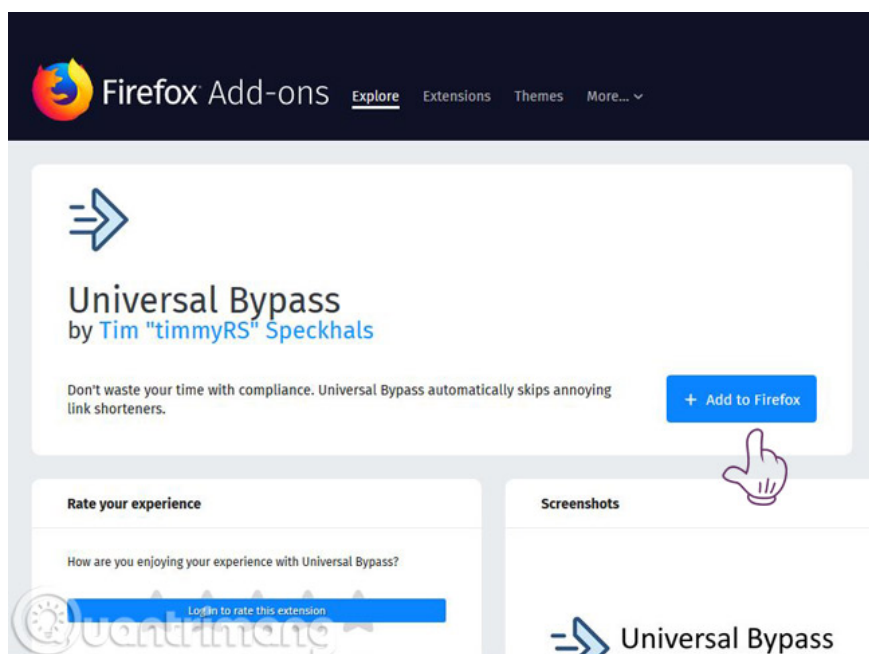 Firefox Add-ons Explore Extensions Themes More...
Universal Bypass
by Tim "timmyRS" Speckhals
Don't waste your time with compliance. Universal Bypass automatically skips annoying
link shorteners.
+ Add to Firefox
Rate your experience
How are you enjoying your experience with Universal Bypass?
Log in to rate this extension
Quantrimang
Screenshots
Universal Bypass